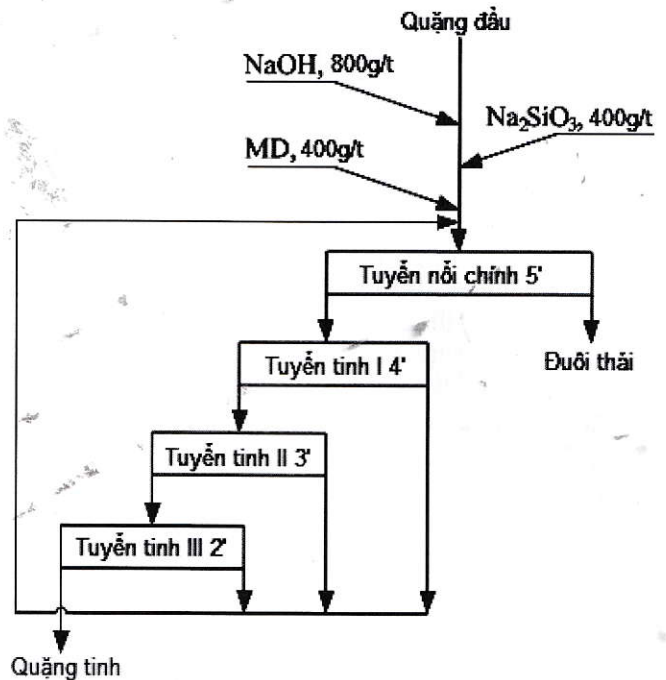 Quặng đầu
NaOH, 800g/t
Na₂SiO₃, 400g/t
MD, 400g/t
Tuyển nổi chính 5'
Đuôi thải
Tuyển tinh I 4'
Tuyển tinh II 3'
Tuyển tinh III 2'
Quặng tinh